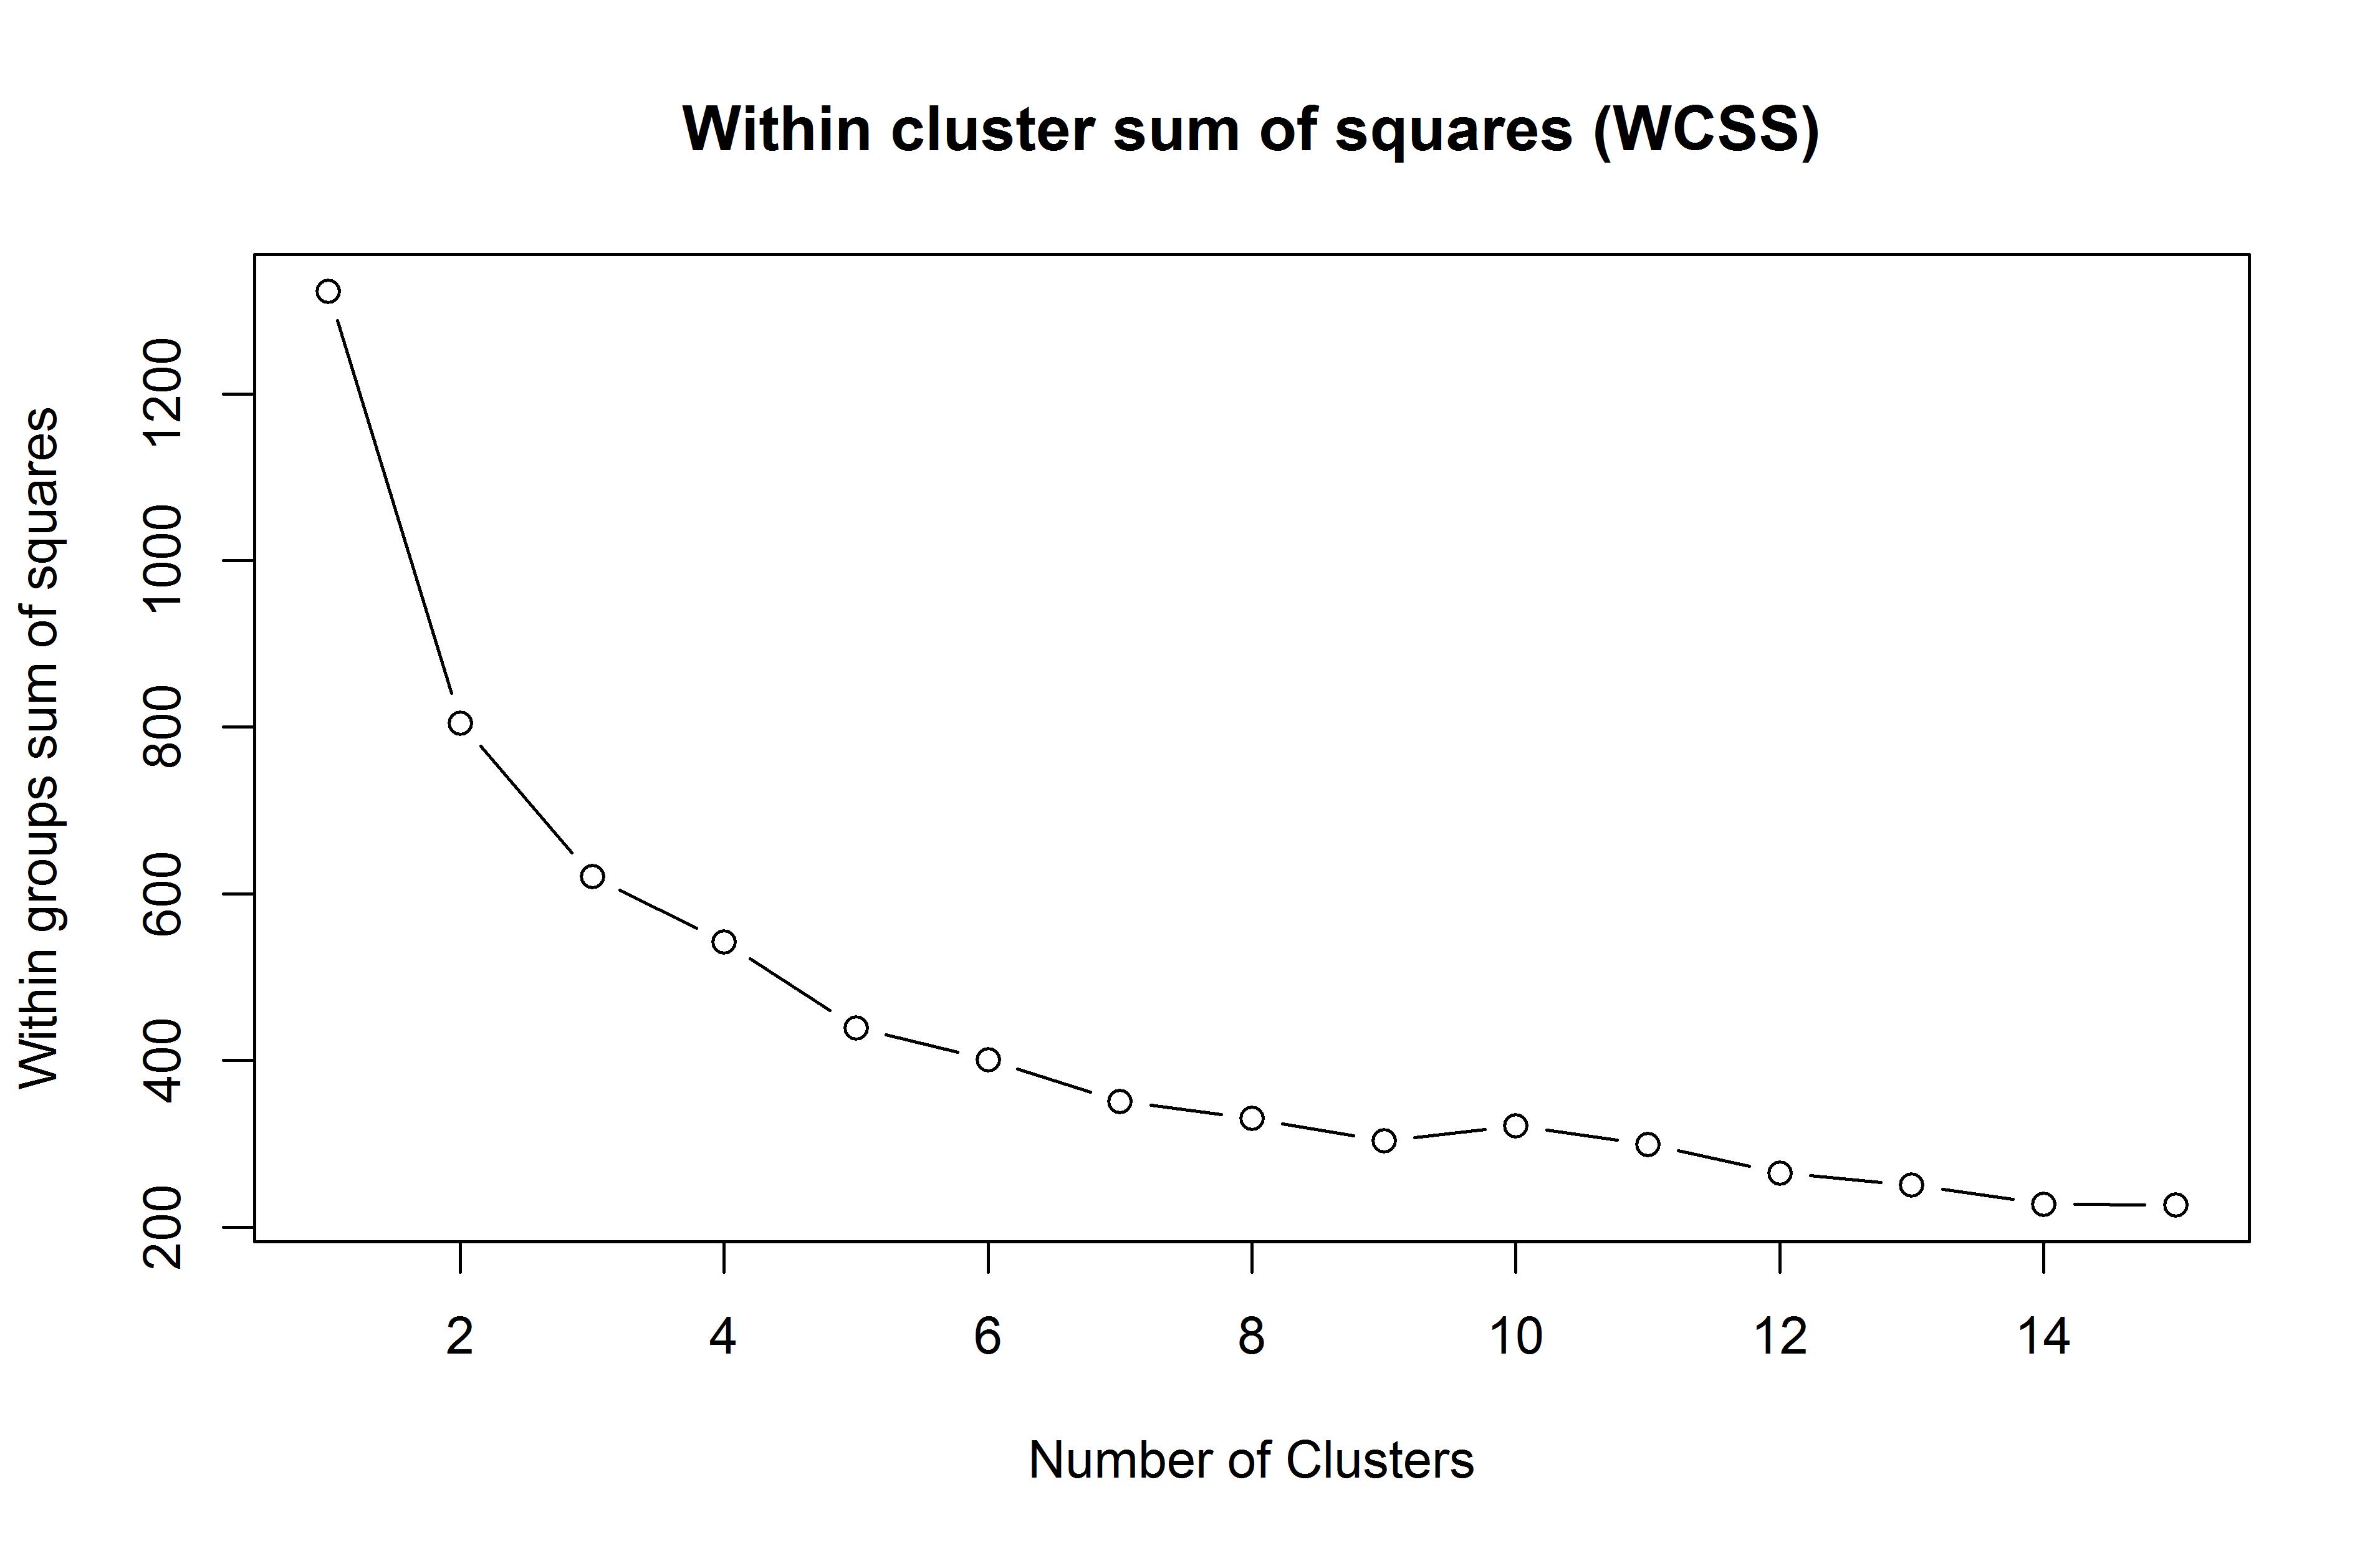 Within cluster sum of squares (WCSS)
Within groups sum of squares
1200
1000
800
600
400
200
2 4 6 8 10 12 14
Number of Clusters